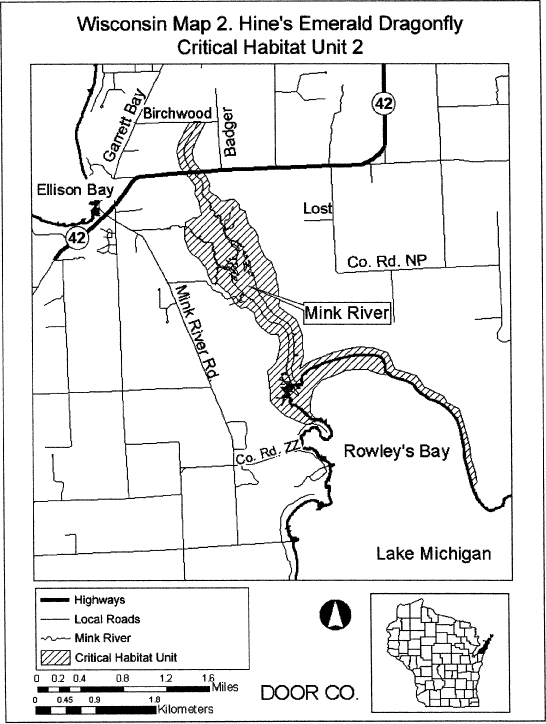 Wisconsin Map 2. Hine's Emerald Dragonfly
Critical Habitat Unit 2
Garrett Bay
Birchwood
Badger
42
Ellison Bay
Lost
42
Co. Rd. NP
Mink River Rd.
Mink River
Co. Rd. ZZ
Rowley's Bay
Lake Michigan
Highways
Local Roads
Mink River
Critical Habitat Unit
0 0.2 0.4 0.8 1.2 1.6
Miles
0 0.45 0.9 1.8
Kilometers
DOOR CO.